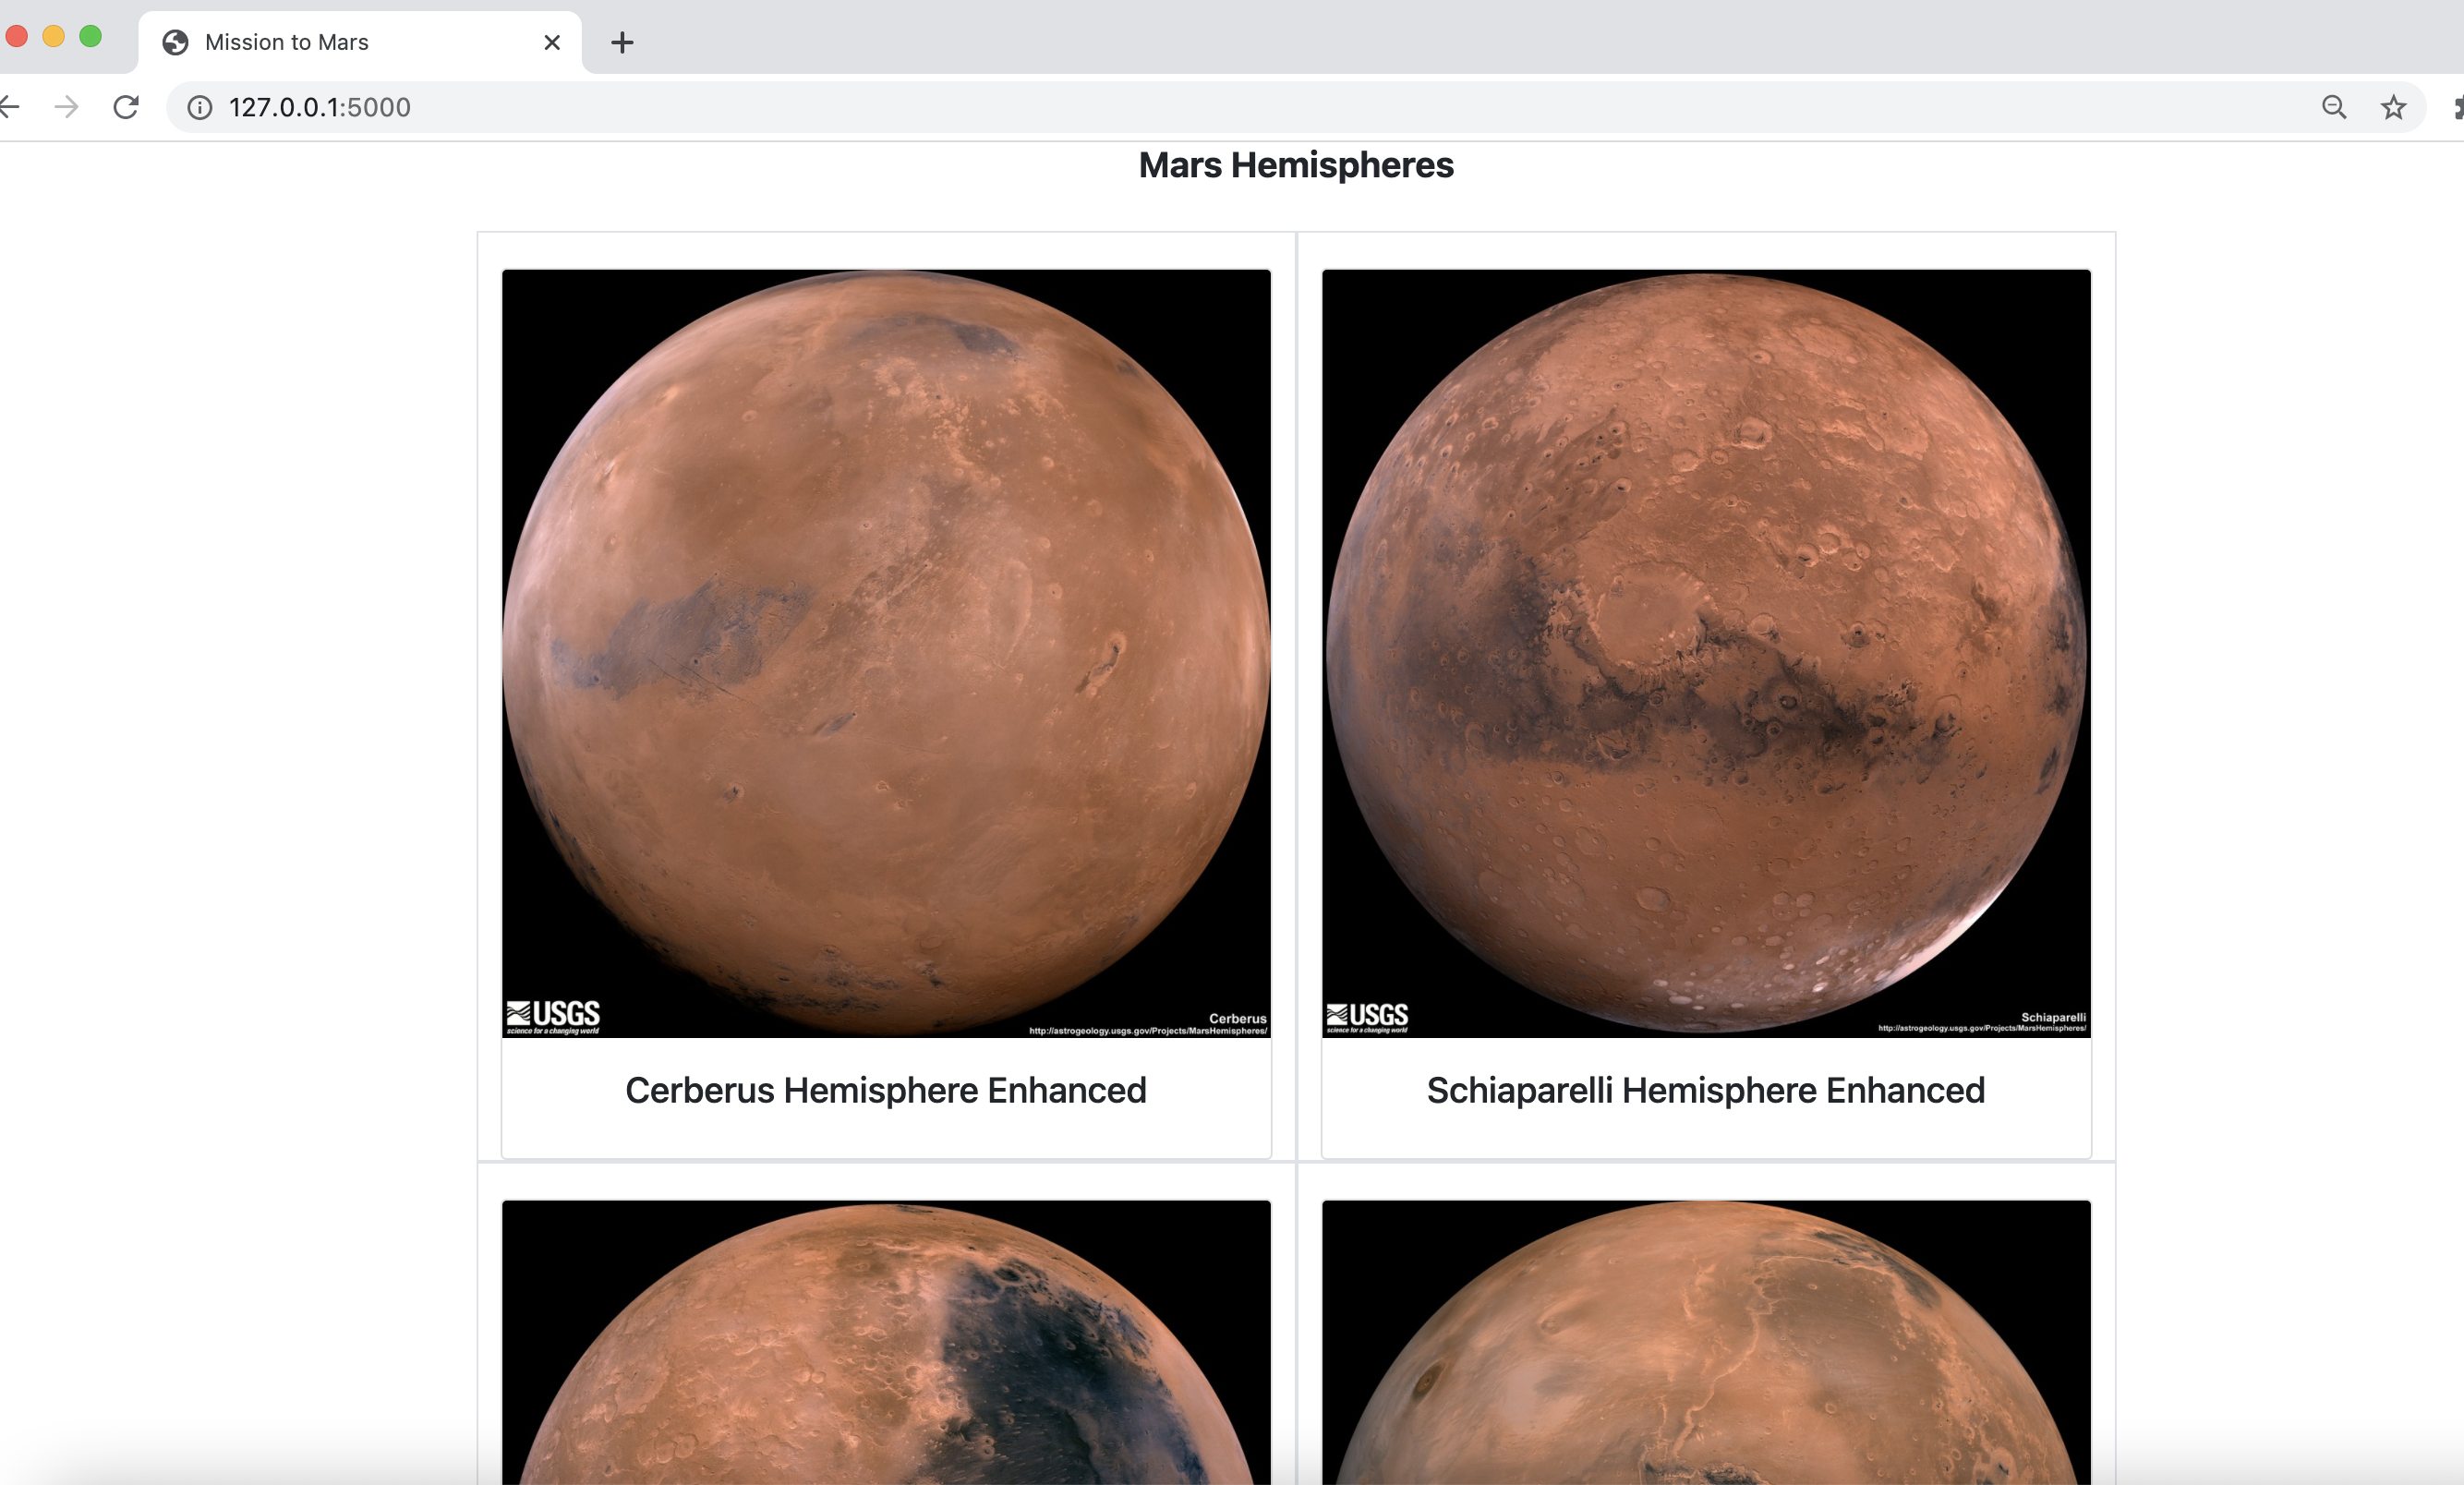 Mission to Mars
127.0.0.1:5000
Mars Hemispheres
USGS
science for a changing world
Cerberus
http://astrogeology.usgs.gov/Projects/MarsHemispheres/
USGS
science for a changing world
Schiaparelli
http://astrogeology.usgs.gov/Projects/MarsHemispheres/
Cerberus Hemisphere Enhanced
Schiaparelli Hemisphere Enhanced